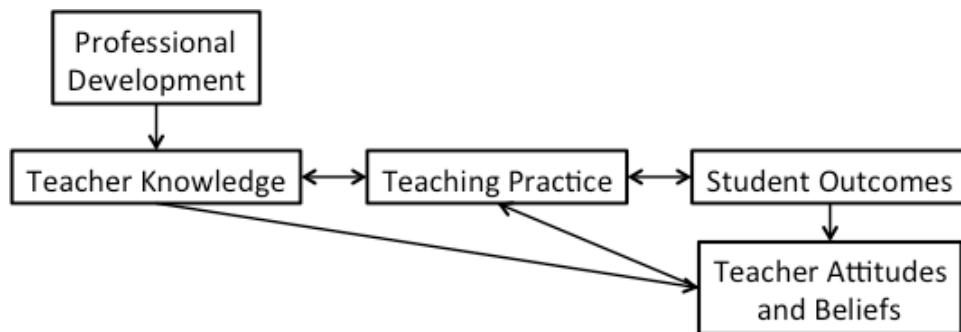 Professional
Development
Teacher Knowledge
Teaching Practice
Student Outcomes
Teacher Attitudes
and Beliefs